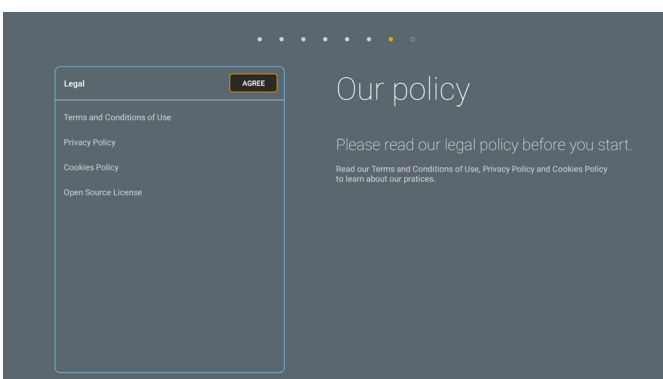 Legal
AGREE
Terms and Conditions of Use
Privacy Policy
Cookies Policy
Open Source License
Our policy
Please read our legal policy before you start.
Read our Terms and Conditions of Use, Privacy Policy and Cookies Policy
to learn about our pratices.